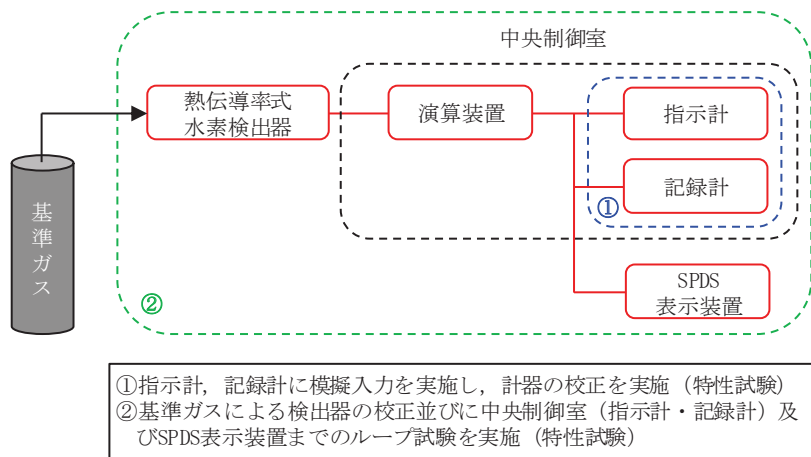 中央制御室
熱伝導率式
水素検出器
演算装置
指示計
記録計
①
基準ガス
②
SPDS
表示装置
①指示計，記録計に模擬入力を実施し，計器の校正を実施（特性試験）
②基準ガスによる検出器の校正並びに中央制御室（指示計・記録計）及
びSPDS表示装置までのループ試験を実施（特性試験）